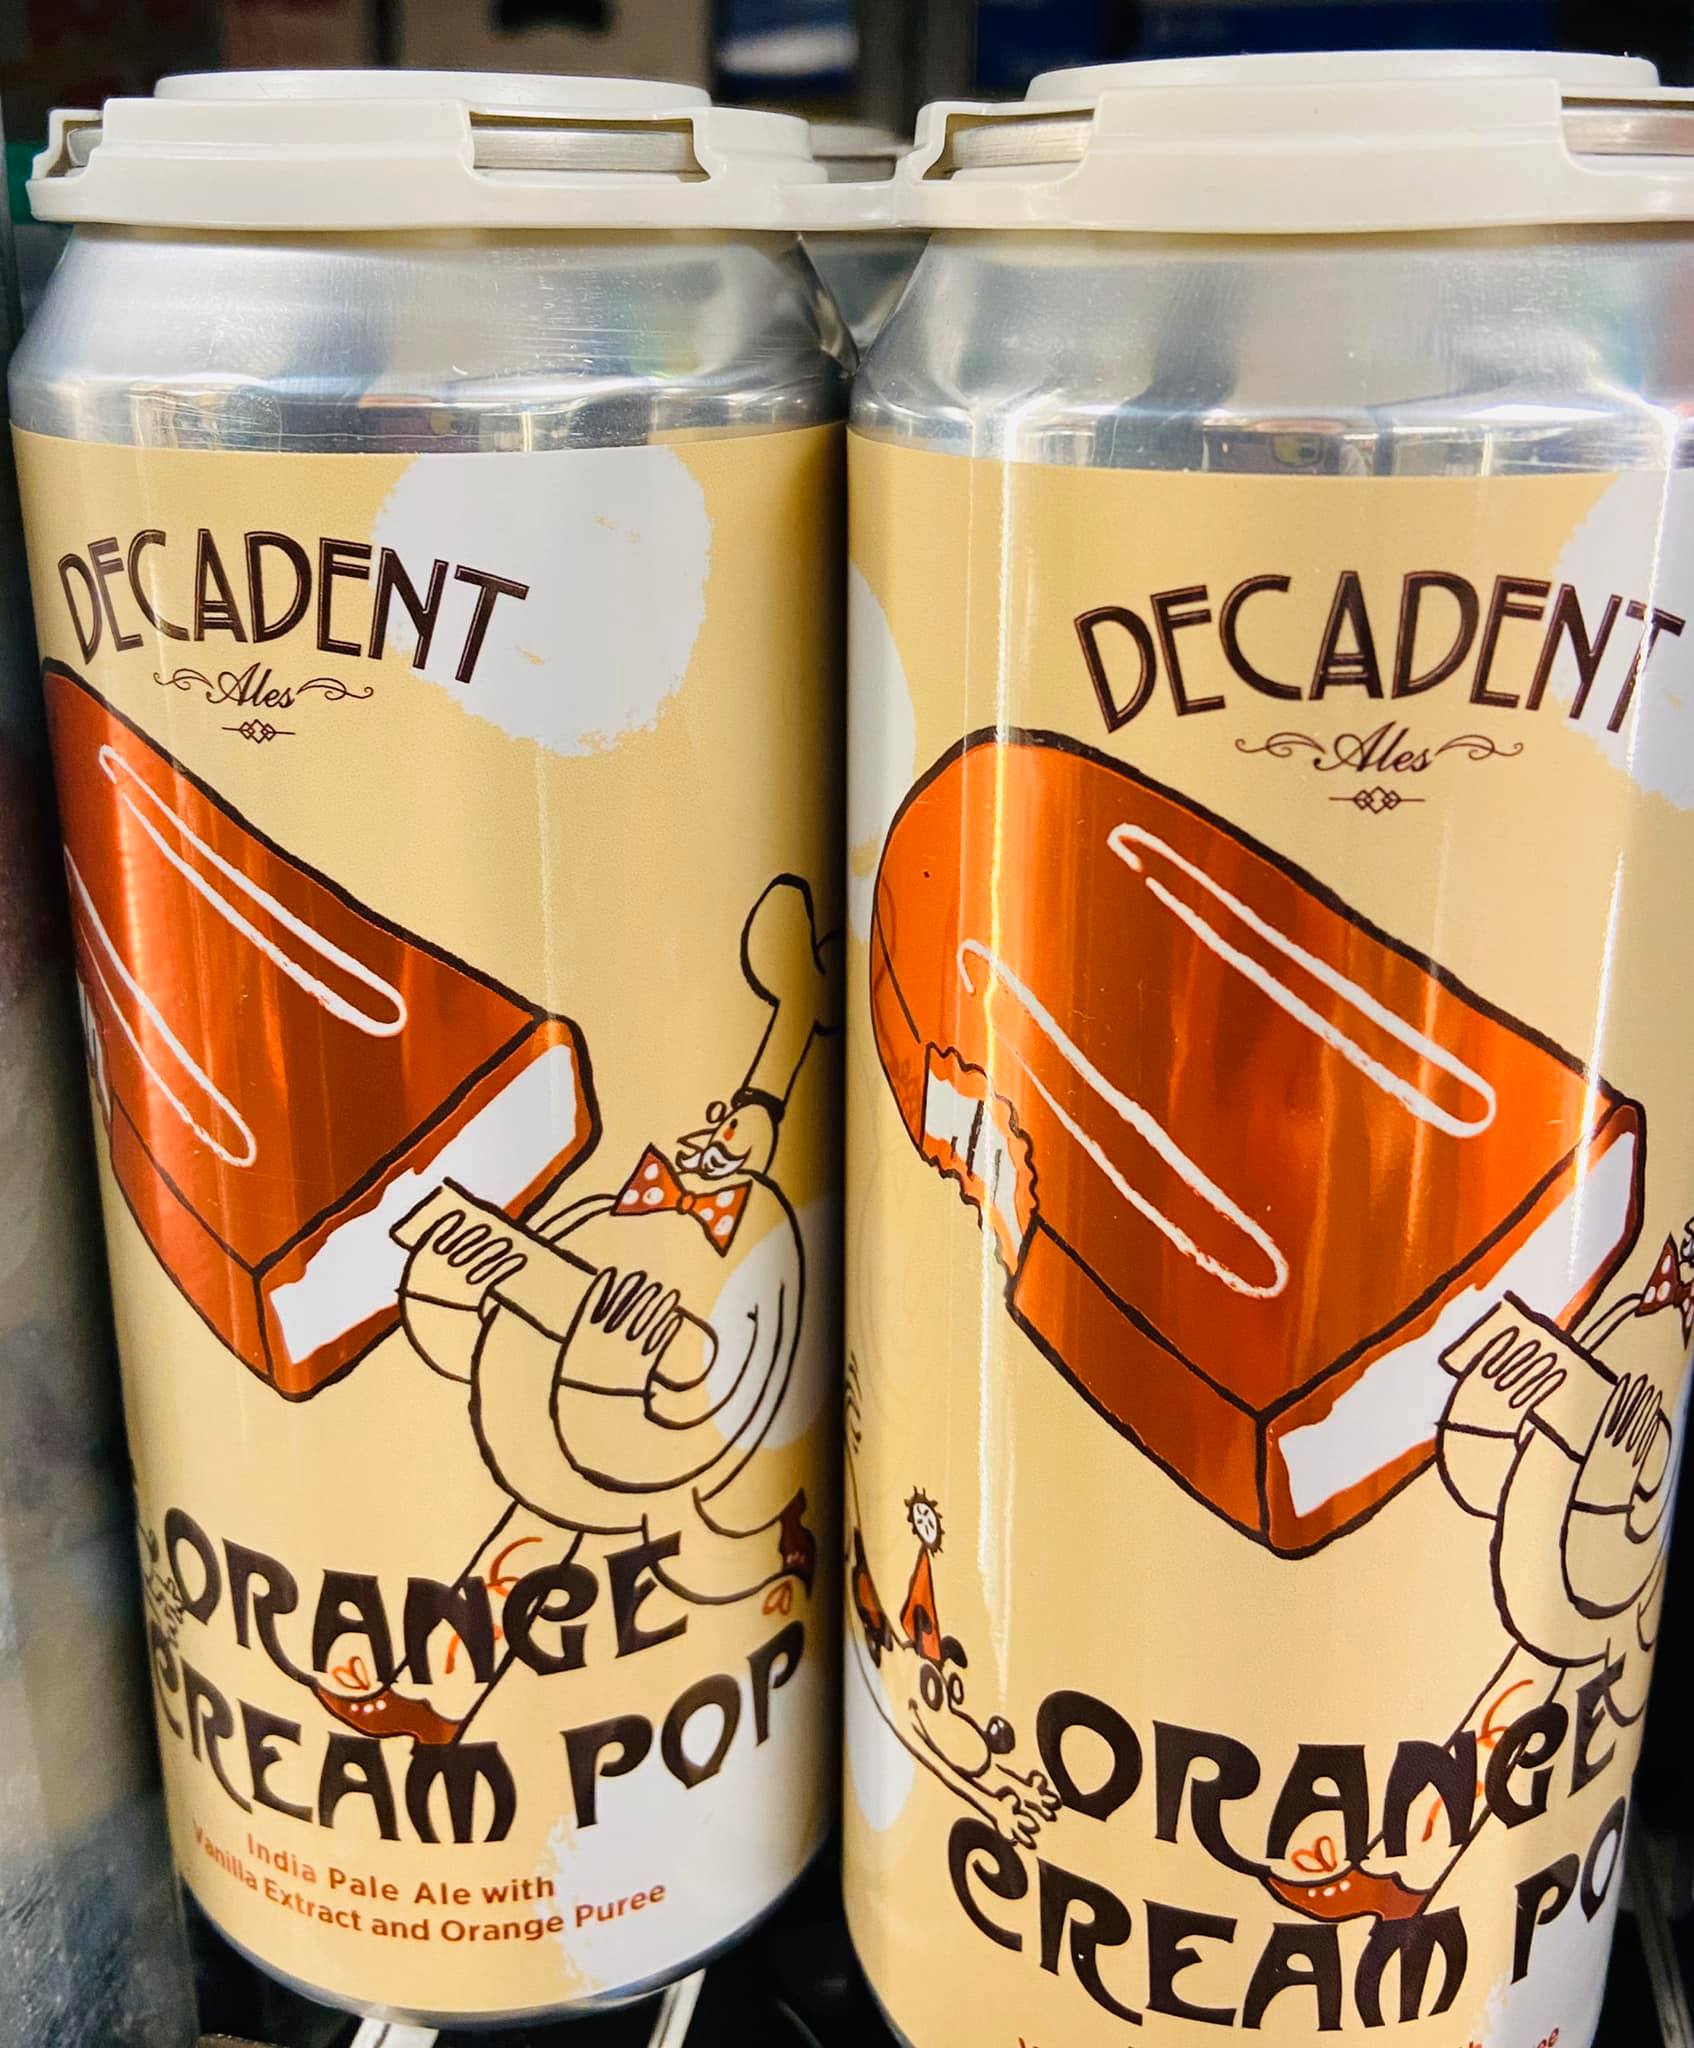 DECADENT
Ales
ORANGE
CREAM POP
India Pale Ale with
Vanilla Extract and Orange Puree
DECADENT
Ales
ORANGE
CREAM PO